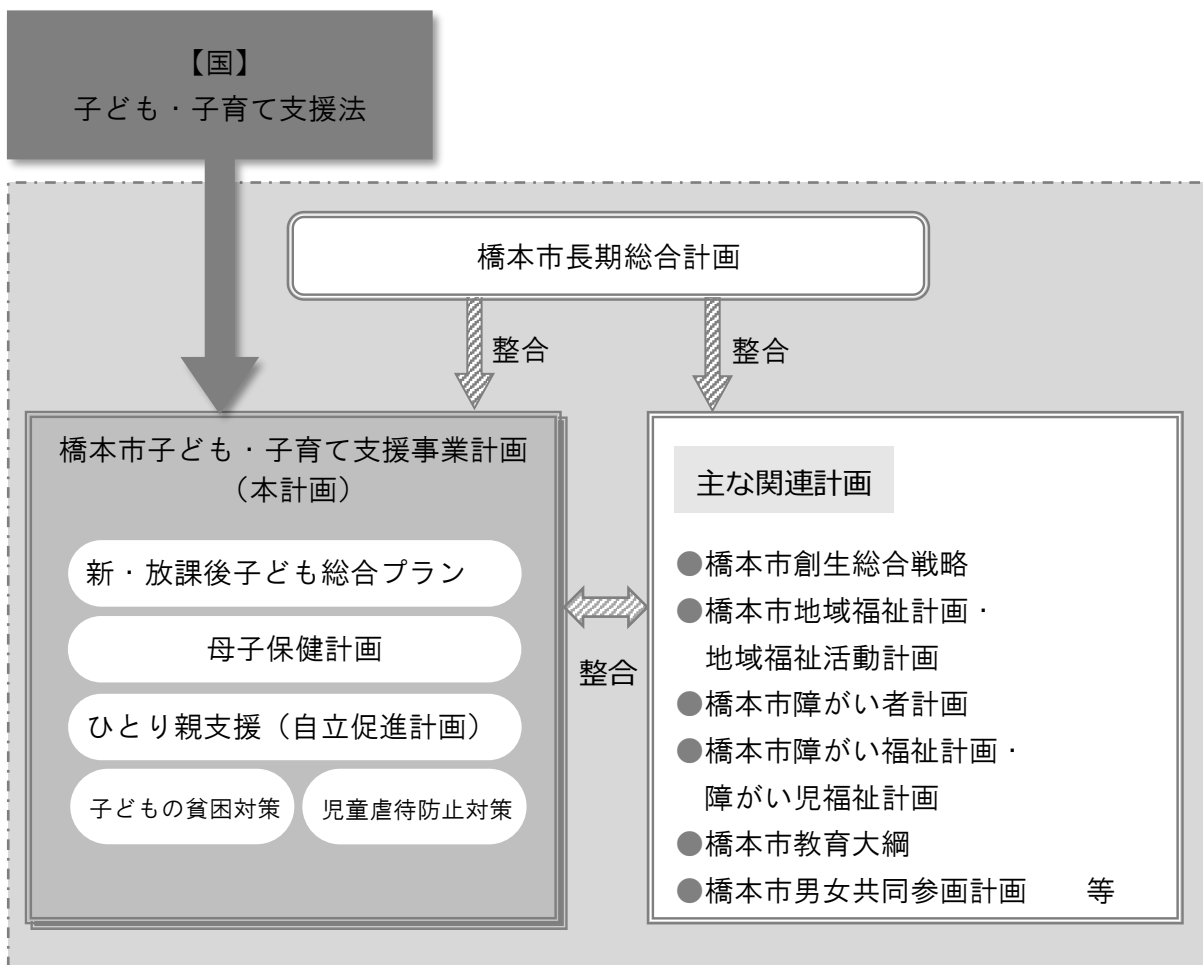 【国】
子ども・子育て支援法
橋本市長期総合計画
整合
整合
橋本市子ども・子育て支援事業計画
（本計画）
新・放課後子ども総合プラン
母子保健計画
ひとり親支援（自立促進計画）
子どもの貧困対策
児童虐待防止対策
整合
主な関連計画
●橋本市創生総合戦略
●橋本市地域福祉計画・
地域福祉活動計画
●橋本市障がい者計画
●橋本市障がい福祉計画・
障がい児福祉計画
●橋本市教育大綱
●橋本市男女共同参画計画　　等